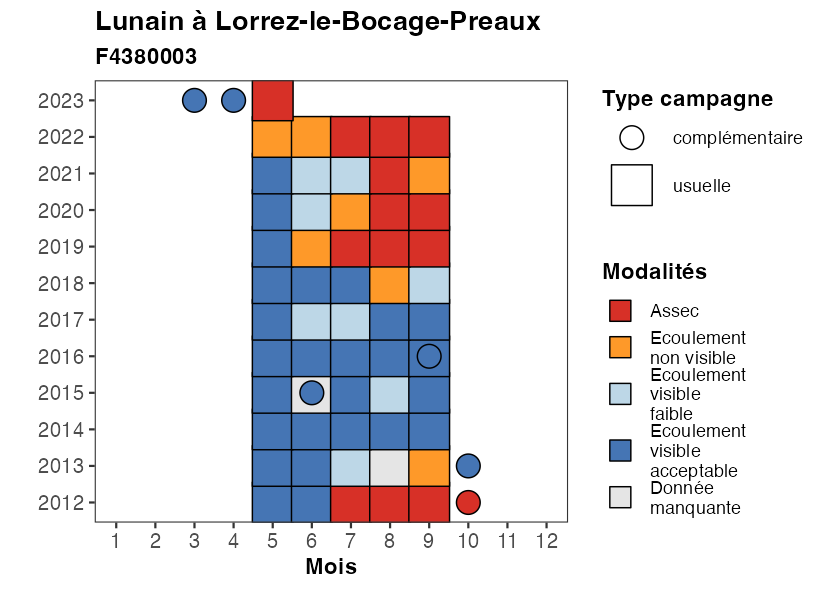 Lunain à Lorrez-le-Bocage-Preaux
F4380003
2023
2022
2021
2020
2019
2018
2017
2016
2015
2014
2013
2012
1 2 3 4 5 6 7 8 9 10 11 12
Mois
Type campagne
complémentaire
usuelle
Modalités
Assec
Ecoulement
non visible
Ecoulement
visible
faible
Ecoulement
visible
acceptable
Donnée
manquante